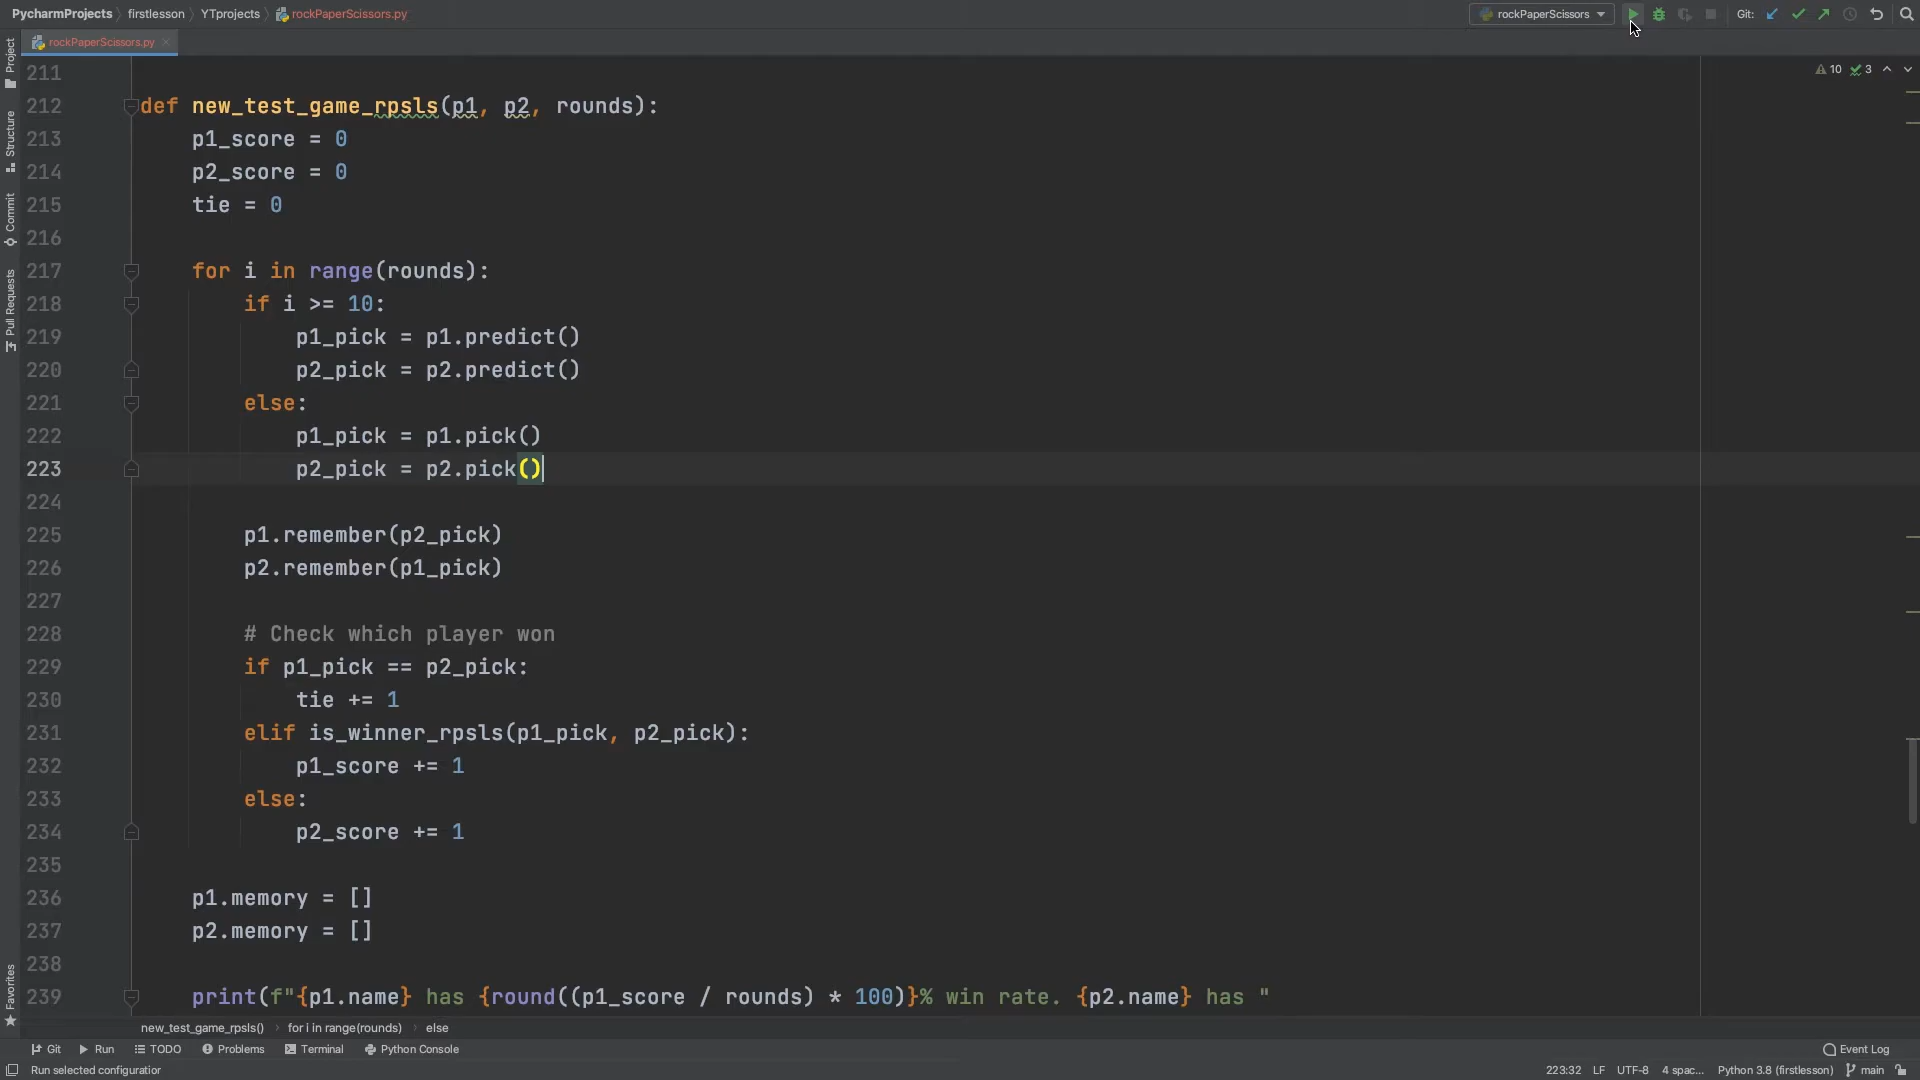 PycharmProjects firstlesson YTprojects rockPaperScissors.py
rockPaperScissors Git:
rockPaperScissors.py
10 3
Project
Structure
Commit
Pull Requests
Favorites
211
212 def new_test_game_rpsls(p1, p2, rounds):
213 p1_score = 0
214 p2_score = 0
215 tie = 0
216
217 for i in range(rounds):
218 if i >= 10:
219 p1_pick = p1.predict()
220 p2_pick = p2.predict()
221 else:
222 p1_pick = p1.pick()
223 p2_pick = p2.pick()
224
225 p1.remember(p2_pick)
226 p2.remember(p1_pick)
227
228 # Check which player won
229 if p1_pick == p2_pick:
230 tie += 1
231 elif is_winner_rpsls(p1_pick, p2_pick):
232 p1_score += 1
233 else:
234 p2_score += 1
235
236 p1.memory = []
237 p2.memory = []
238
239 print(f"{p1.name} has {round((p1_score / rounds) * 100)}% win rate. {p2.name} has "
new_test_game_rpsls() for i in range(rounds) else
Git Run TODO Problems Terminal Python Console Event Log
Run selected configuratior 223:32 LF UTF-8 4 spac... Python 3.8 (firstlesson) main